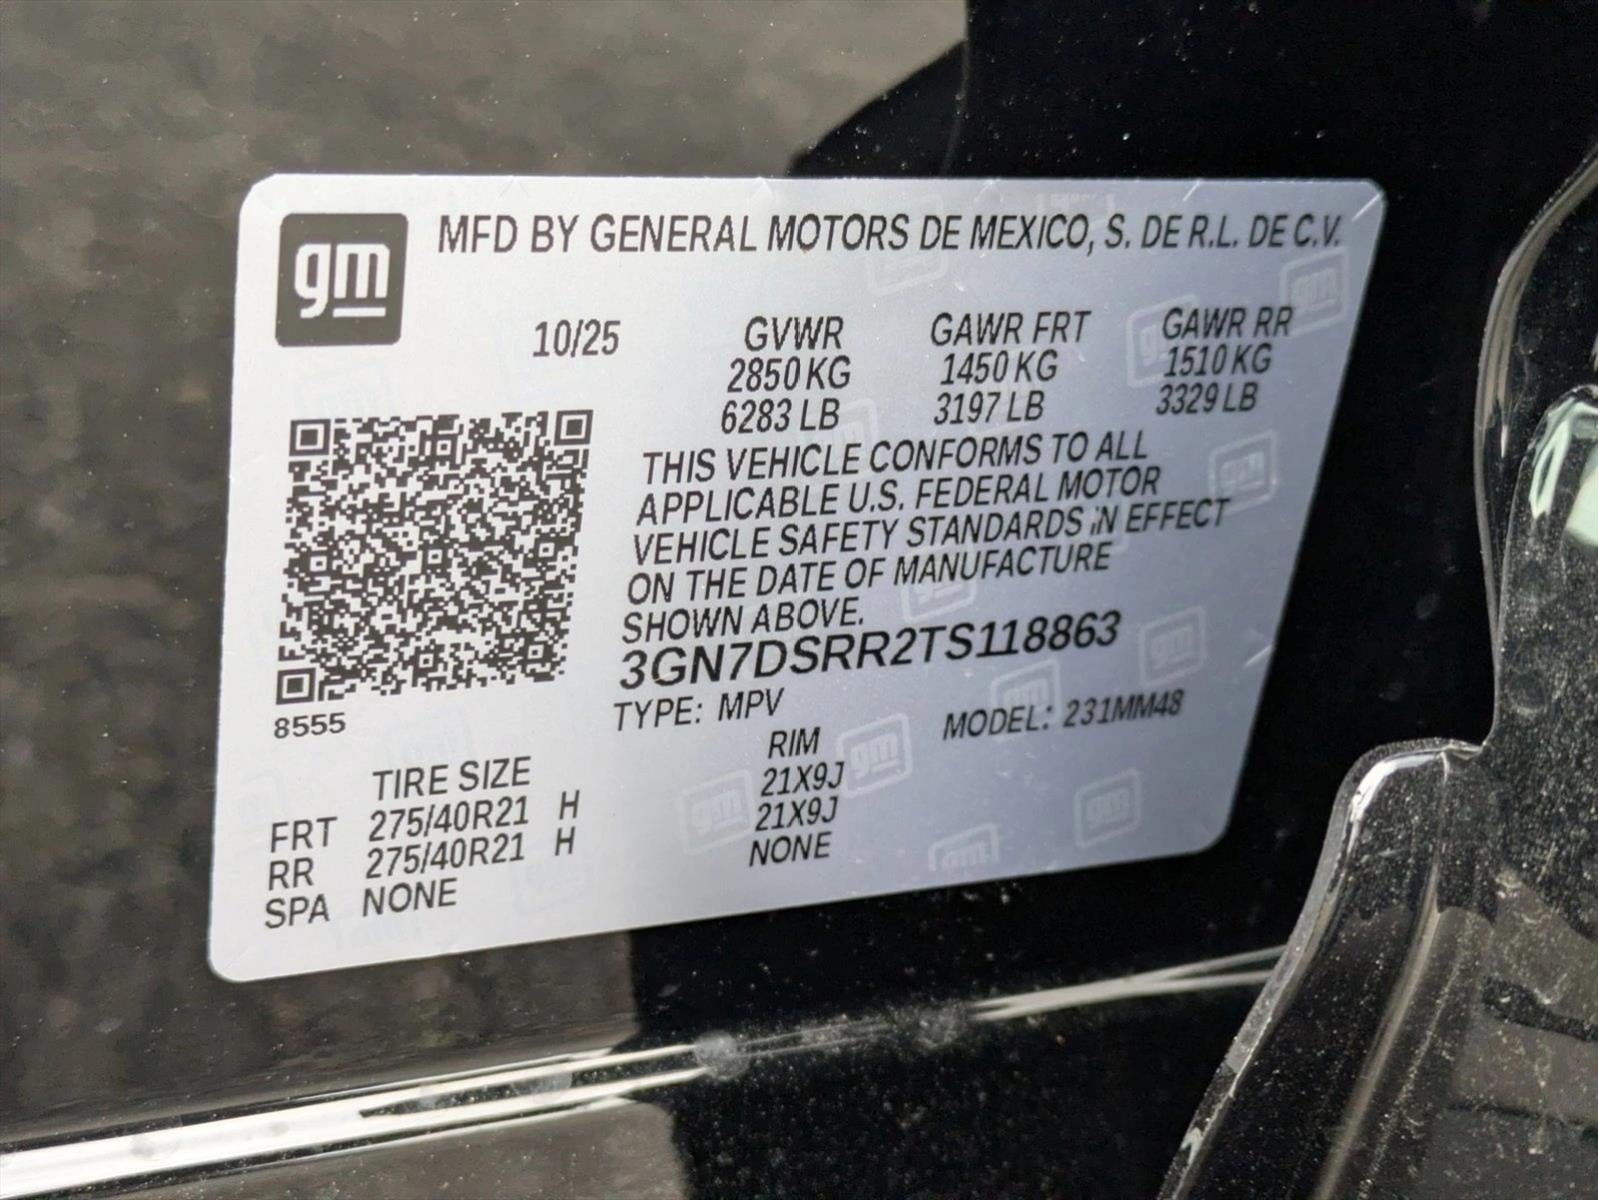 gm
MFD BY GENERAL MOTORS DE MEXICO, S. DE R.L. DE C.V.
10/25 GVWR GAWR FRT GAWR RR
2850 KG 1450 KG 1510 KG
6283 LB 3197 LB 3329 LB
THIS VEHICLE CONFORMS TO ALL
APPLICABLE U.S. FEDERAL MOTOR
VEHICLE SAFETY STANDARDS IN EFFECT
ON THE DATE OF MANUFACTURE
SHOWN ABOVE.
3GN7DSRR2TS118863
8555
TYPE: MPV MODEL: 231MM48
TIRE SIZE RIM
FRT 275/40R21 H 21X9J
RR 275/40R21 H 21X9J
SPA NONE NONE